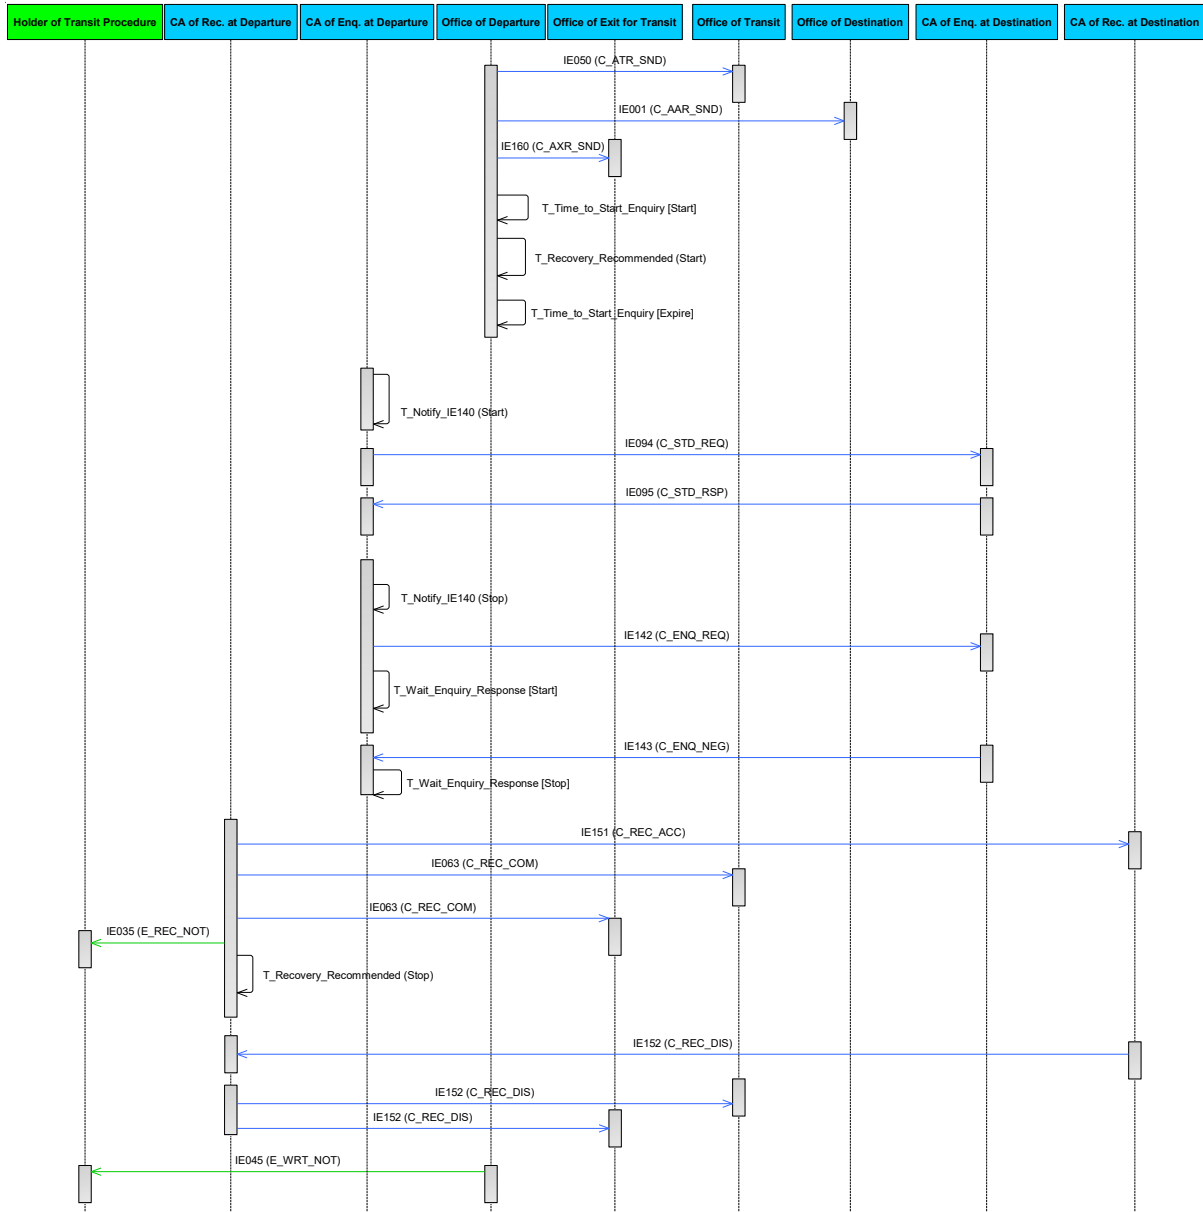 Holder of Transit Procedure
CA of Rec. at Departure
CA of Enq. at Departure
Office of Departure
Office of Exit for Transit
Office of Transit
Office of Destination
CA of Enq. at Destination
CA of Rec. at Destination
IE050 (C_ATR_SND)
IE001 (C_AAR_SND)
IE160 (C_AXR_SND)
T_Time_to_Start_Enquiry [Start]
T_Recovery_Recommended (Start)
T_Time_to_Start_Enquiry [Expire]
T_Notify_IE140 (Start)
IE094 (C_STD_REQ)
IE095 (C_STD_RSP)
T_Notify_IE140 (Stop)
IE142 (C_ENQ_REQ)
T_Wait_Enquiry_Response [Start]
IE143 (C_ENQ_NEG)
T_Wait_Enquiry_Response [Stop]
IE151 (C_REC_ACC)
IE063 (C_REC_COM)
IE063 (C_REC_COM)
IE035 (E_REC_NOT)
T_Recovery_Recommended (Stop)
IE152 (C_REC_DIS)
IE152 (C_REC_DIS)
IE152 (C_REC_DIS)
IE045 (E_WRT_NOT)